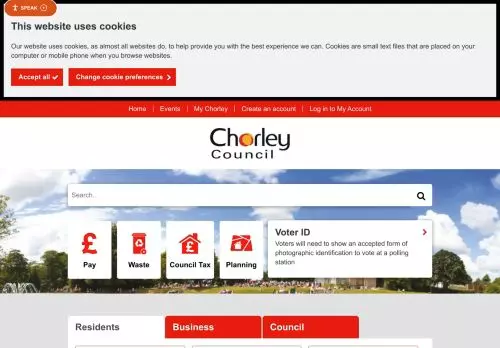 SPEAK
This website uses cookies
Our website uses cookies, as almost all websites do, to help provide you with the best experience we can. Cookies are small text files that are placed on your
computer or mobile phone when you browse websites.
Accept all
Change cookie preferences
Home Events My Chorley Create an account Log in to My Account
Chorley
Council
Search..
Pay
Waste
Council Tax
Planning
Voter ID
Voters will need to show an accepted form of
photographic identification to vote at a polling
station
Residents
Business
Council